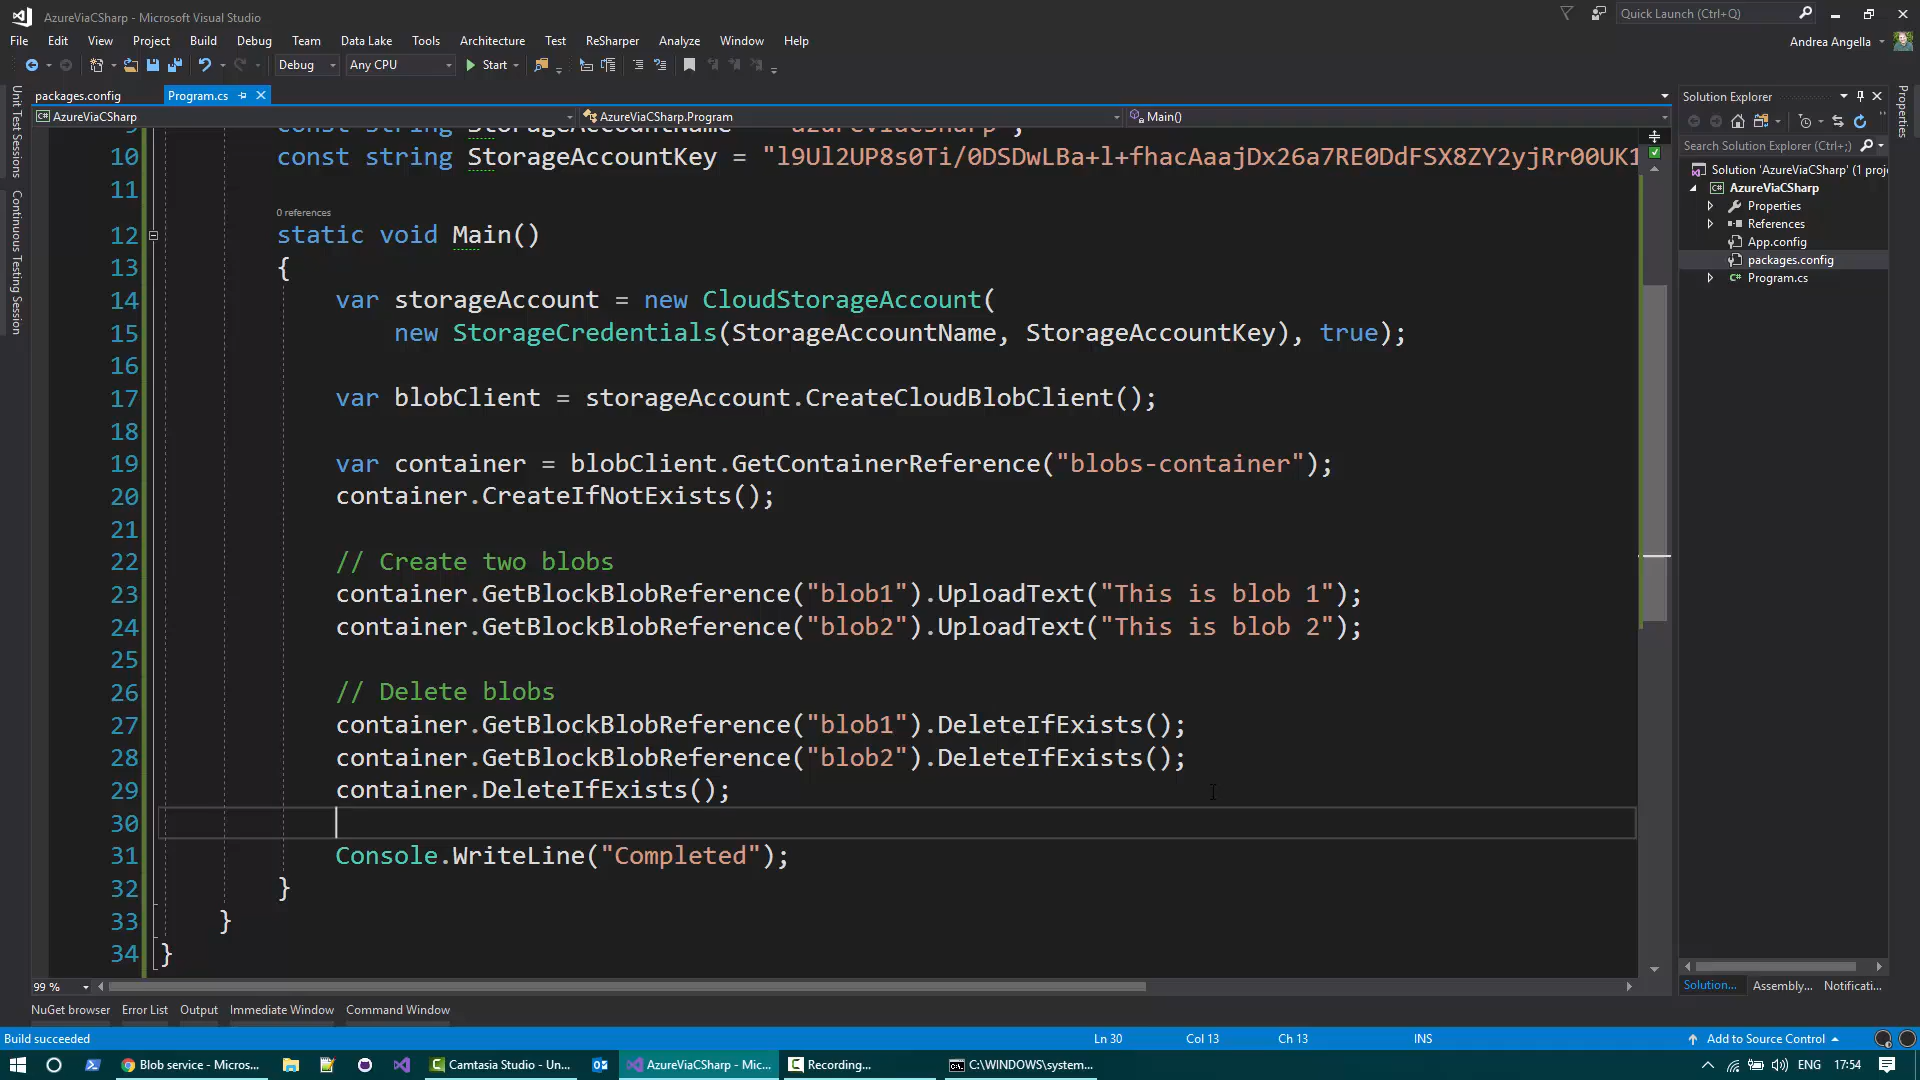 AzureViaCSharp - Microsoft Visual Studio
Quick Launch (Ctrl+Q)
File Edit View Project Build Debug Team Data Lake Tools Architecture Test ReSharper Analyze Window Help
Andrea Angella
Debug Any CPU Start
packages.config Program.cs
AzureViaCSharp AzureViaCSharp.Program Main()
Unit Test Sessions
Continuous Testing Session
9 const string StorageAccountName = "azureviacsharp";
10 const string StorageAccountKey = "l9Ul2UP8s0Ti/0DSDwLBa+l+fhacAaajDx26a7RE0DdFSX8ZY2yjRr00UK1
11
0 references
12 static void Main()
13 {
14 var storageAccount = new CloudStorageAccount(
15 new StorageCredentials(StorageAccountName, StorageAccountKey), true);
16
17 var blobClient = storageAccount.CreateCloudBlobClient();
18
19 var container = blobClient.GetContainerReference("blobs-container");
20 container.CreateIfNotExists();
21
22 // Create two blobs
23 container.GetBlockBlobReference("blob1").UploadText("This is blob 1");
24 container.GetBlockBlobReference("blob2").UploadText("This is blob 2");
25
26 // Delete blobs
27 container.GetBlockBlobReference("blob1").DeleteIfExists();
28 container.GetBlockBlobReference("blob2").DeleteIfExists();
29 container.DeleteIfExists();
30
31 Console.WriteLine("Completed");
32 }
33 }
34 }
Solution Explorer
Search Solution Explorer (Ctrl+;)
Solution 'AzureViaCSharp' (1 proj
AzureViaCSharp
Properties
References
App.config
packages.config
Program.cs
Properties
99 %
Solution... Assembly... Notificati...
NuGet browser Error List Output Immediate Window Command Window
Build succeeded Ln 30 Col 13 Ch 13 INS Add to Source Control
Blob service - Micros... Camtasia Studio - Un... AzureViaCSharp - Mic... Recording... C:\WINDOWS\system... ENG 17:54